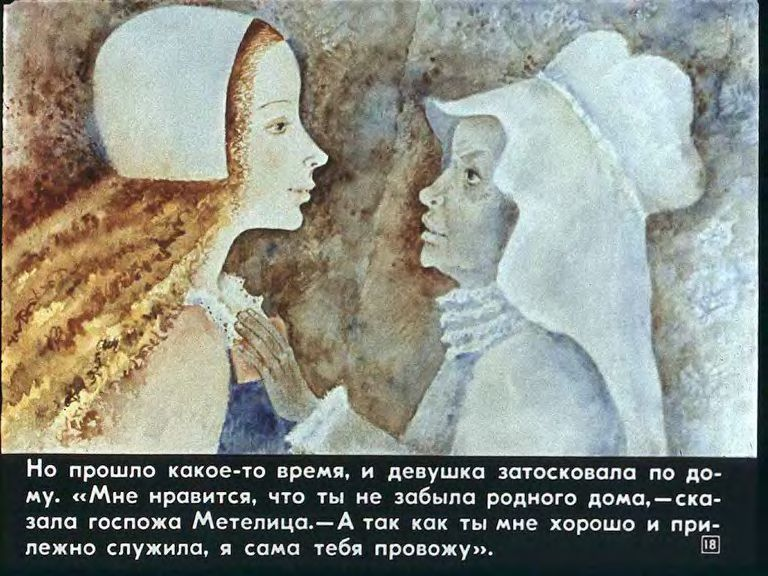 Но прошло какое-то время, и девушка затосковала по до-
му. «Мне нравится, что ты не забыла родного дома,—ска-
зала госпожа Метелица.—А так как ты мне хорошо и при-
лежно служила, я сама тебя провожу».
18